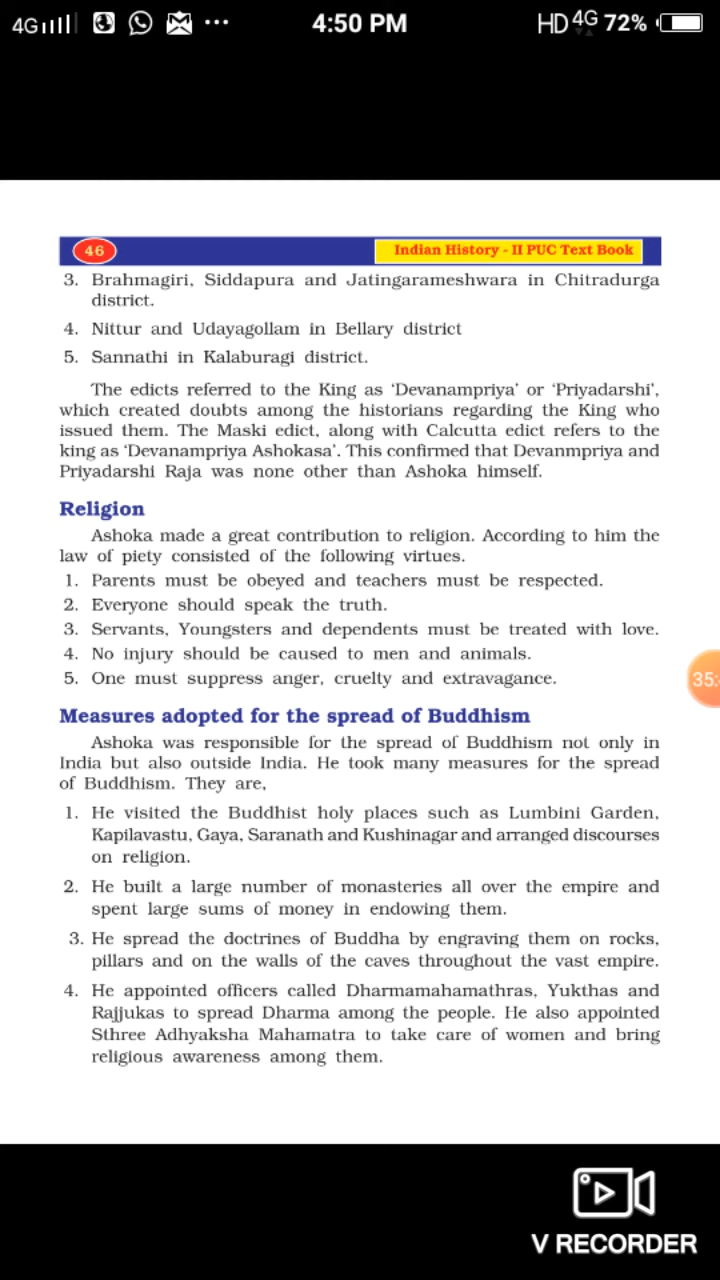 4G 4:50 PM HD 4G 72%
46 Indian History - II PUC Text Book
3. Brahmagiri, Siddapura and Jatingarameshwara in Chitradurga
district.
4. Nittur and Udayagollam in Bellary district
5. Sannathi in Kalaburagi district.
The edicts referred to the King as ‘Devanampriya’ or ‘Priyadarshi’,
which created doubts among the historians regarding the King who
issued them. The Maski edict, along with Calcutta edict refers to the
king as ‘Devanampriya Ashokasa’. This confirmed that Devanmpriya and
Priyadarshi Raja was none other than Ashoka himself.
Religion
Ashoka made a great contribution to religion. According to him the
law of piety consisted of the following virtues.
1. Parents must be obeyed and teachers must be respected.
2. Everyone should speak the truth.
3. Servants, Youngsters and dependents must be treated with love.
4. No injury should be caused to men and animals.
5. One must suppress anger, cruelty and extravagance.
35:
Measures adopted for the spread of Buddhism
Ashoka was responsible for the spread of Buddhism not only in
India but also outside India. He took many measures for the spread
of Buddhism. They are,
1. He visited the Buddhist holy places such as Lumbini Garden,
Kapilavastu, Gaya, Saranath and Kushinagar and arranged discourses
on religion.
2. He built a large number of monasteries all over the empire and
spent large sums of money in endowing them.
3. He spread the doctrines of Buddha by engraving them on rocks,
pillars and on the walls of the caves throughout the vast empire.
4. He appointed officers called Dharmamahamathras, Yukthas and
Rajjukas to spread Dharma among the people. He also appointed
Sthree Adhyaksha Mahamatra to take care of women and bring
religious awareness among them.
V RECORDER